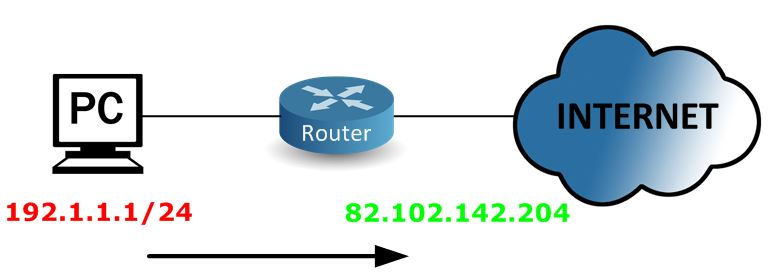 PC
Router
INTERNET
192.1.1.1/24
82.102.142.204